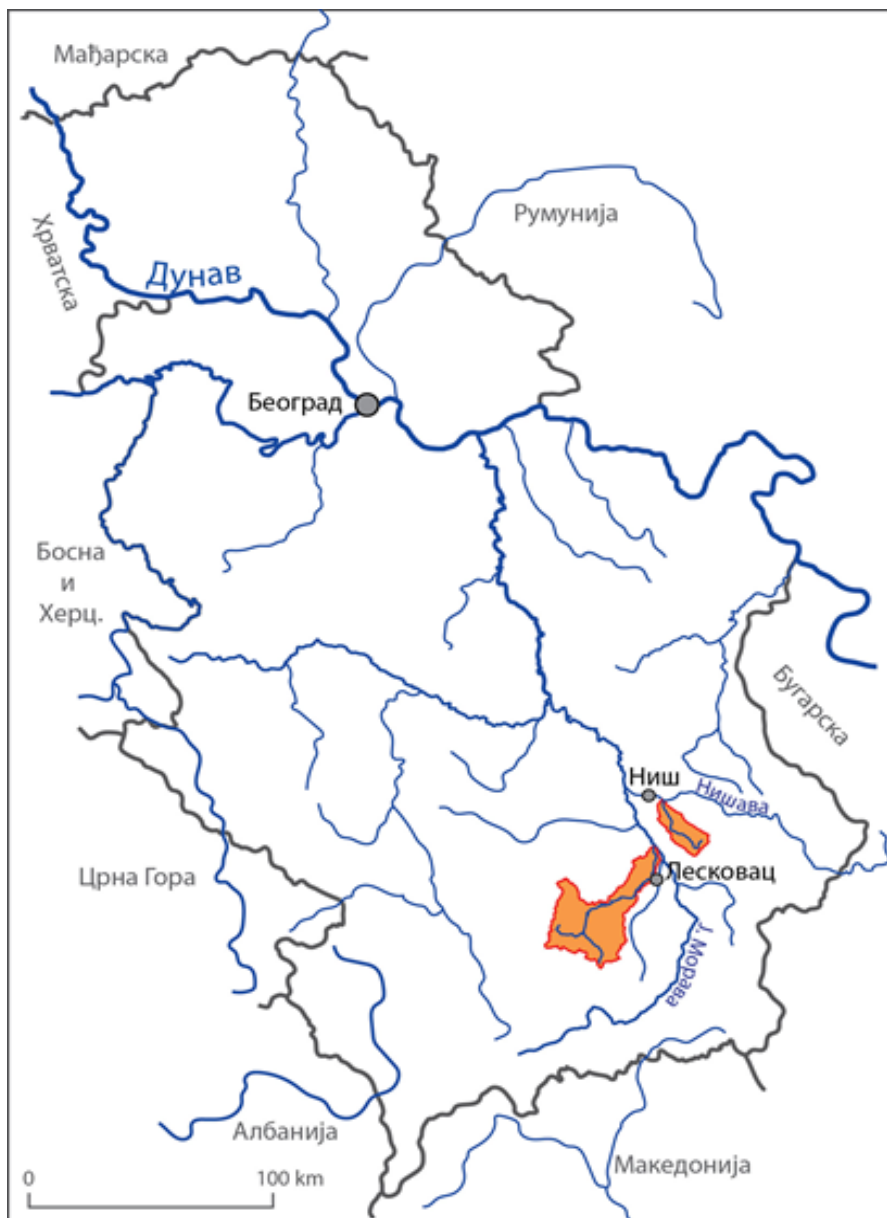 Мађарска
Румунија
Хрватска
Дунав
Београд
Босна
и
Херц.
Бугарска
Ниш
Нишава
Црна Гора
Лесковац
Ј. Морава
Албанија
Македонија
0
100 km